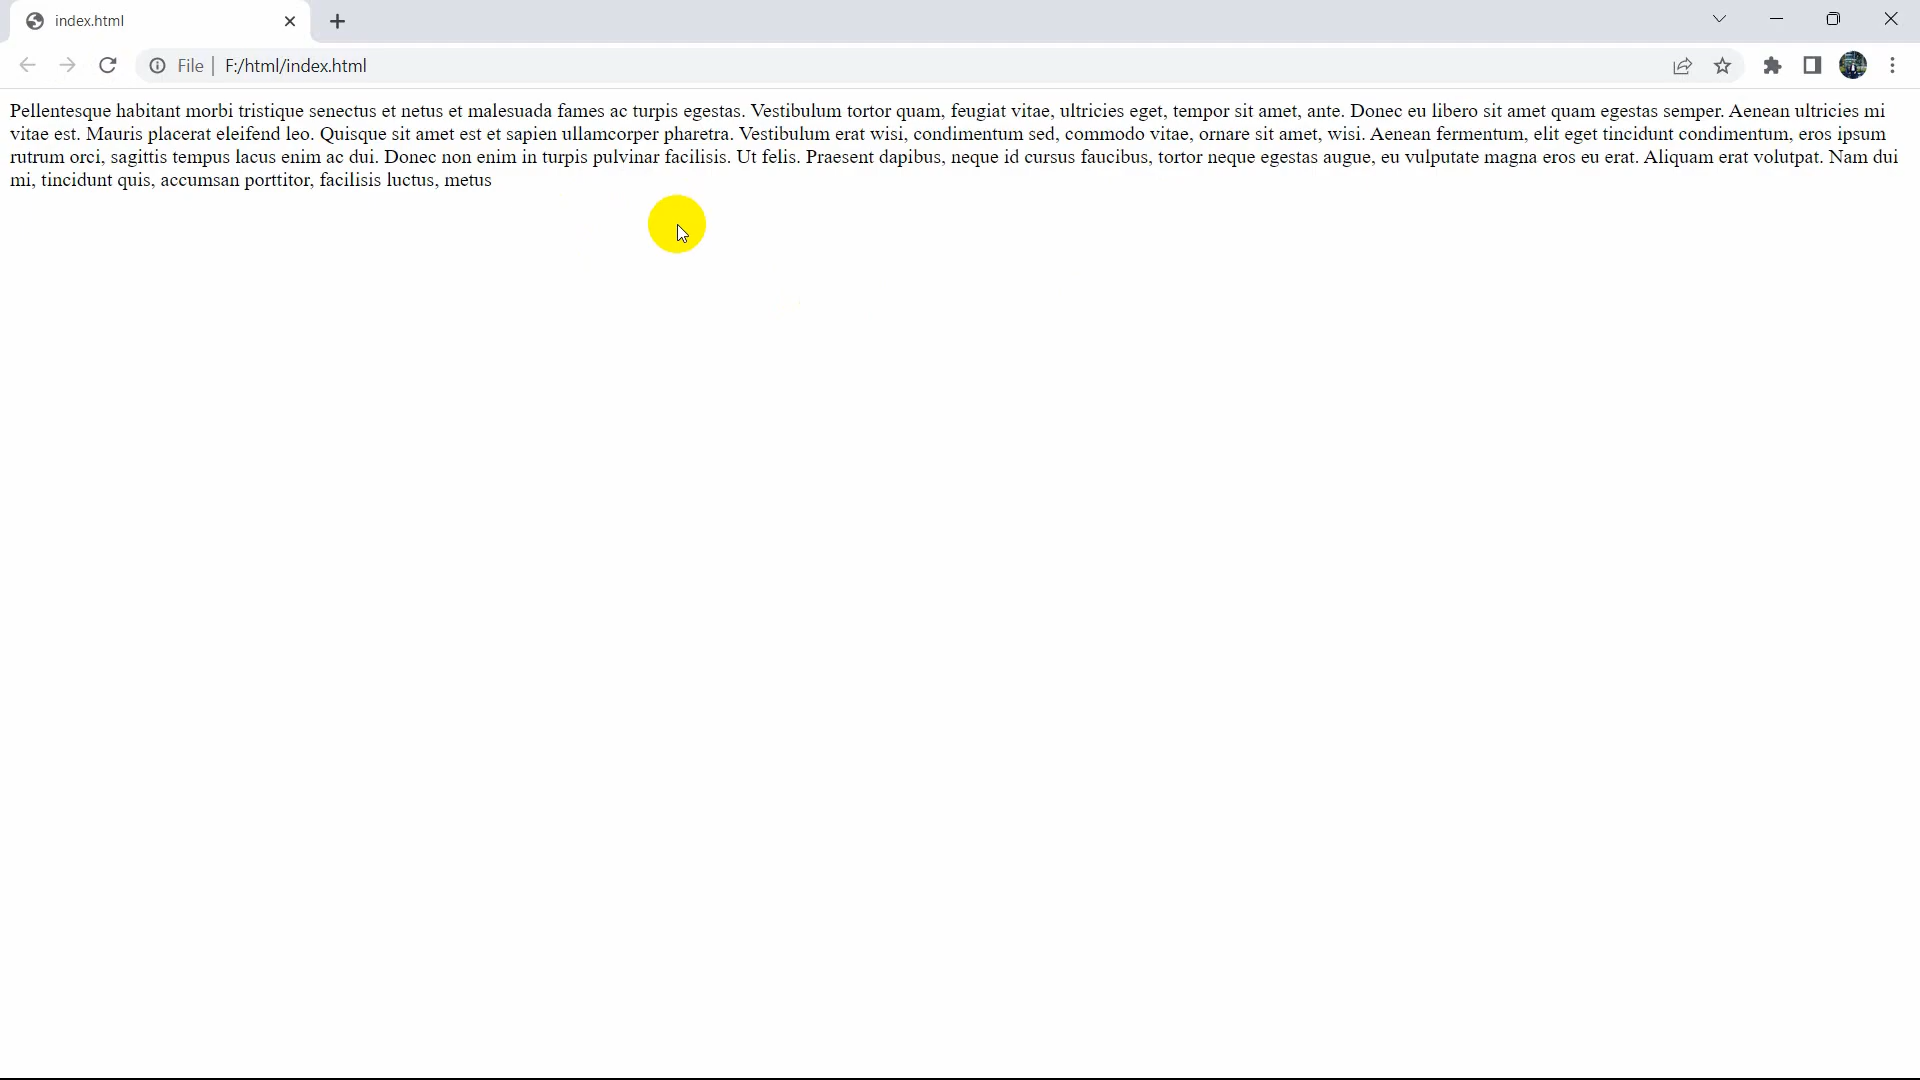 index.html
File | F:/html/index.html
Pellentesque habitant morbi tristique senectus et netus et malesuada fames ac turpis egestas. Vestibulum tortor quam, feugiat vitae, ultricies eget, tempor sit amet, ante. Donec eu libero sit amet quam egestas semper. Aenean ultricies mi
vitae est. Mauris placerat eleifend leo. Quisque sit amet est et sapien ullamcorper pharetra. Vestibulum erat wisi, condimentum sed, commodo vitae, ornare sit amet, wisi. Aenean fermentum, elit eget tincidunt condimentum, eros ipsum
rutrum orci, sagittis tempus lacus enim ac dui. Donec non enim in turpis pulvinar facilisis. Ut felis. Praesent dapibus, neque id cursus faucibus, tortor neque egestas augue, eu vulputate magna eros eu erat. Aliquam erat volutpat. Nam dui
mi, tincidunt quis, accumsan porttitor, facilisis luctus, metus